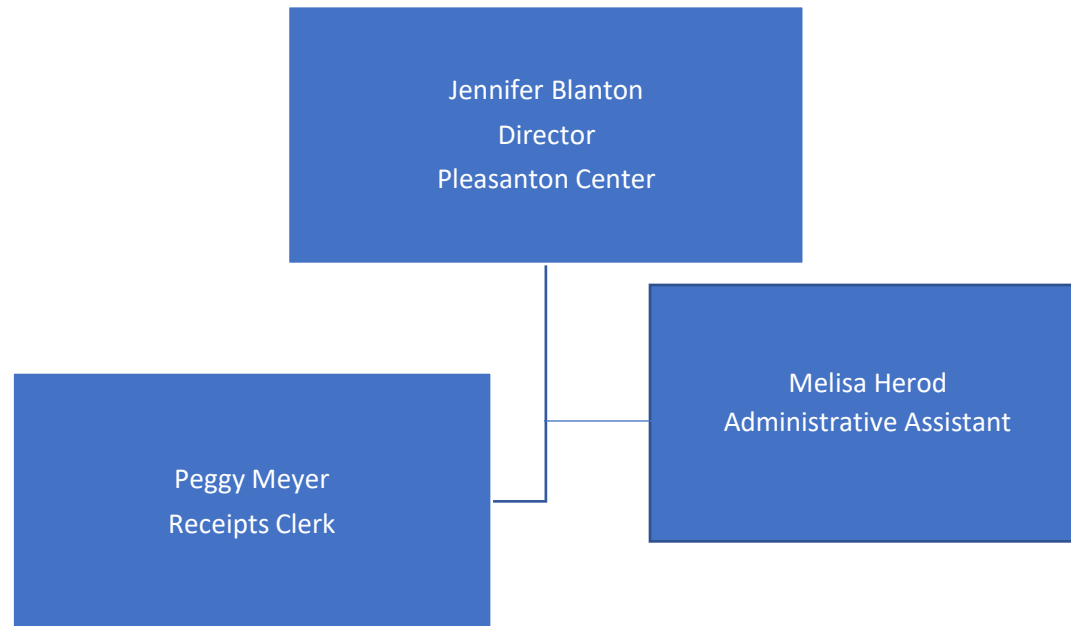 Jennifer Blanton
Director
Pleasanton Center
Melisa Herod
Administrative Assistant
Peggy Meyer
Receipts Clerk